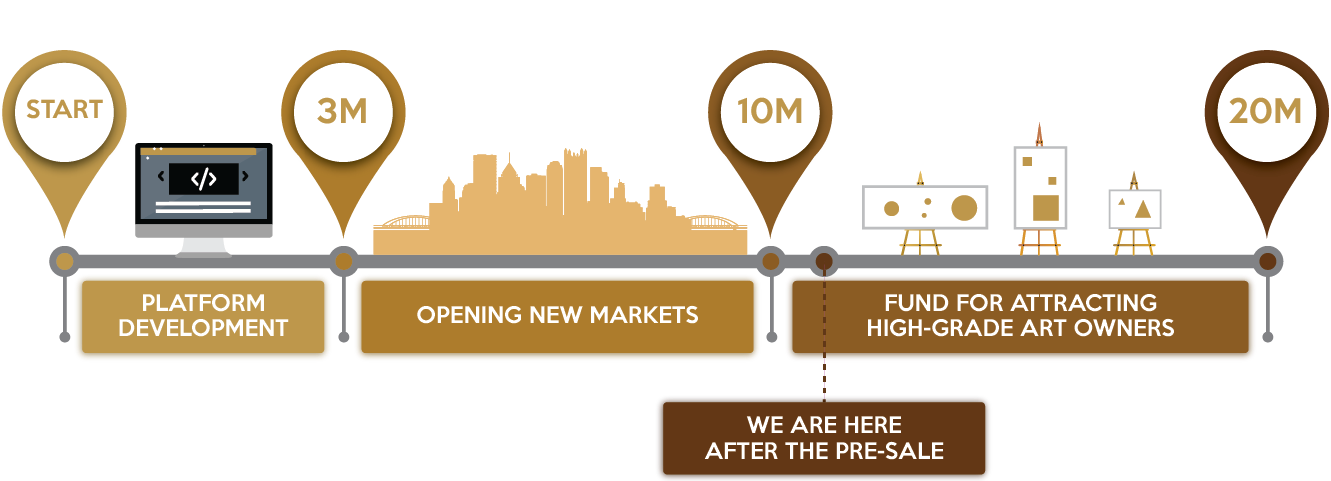 START
3M
10M
20M
</>
PLATFORM
DEVELOPMENT
OPENING NEW MARKETS
FUND FOR ATTRACTING
HIGH-GRADE ART OWNERS
WE ARE HERE
AFTER THE PRE-SALE